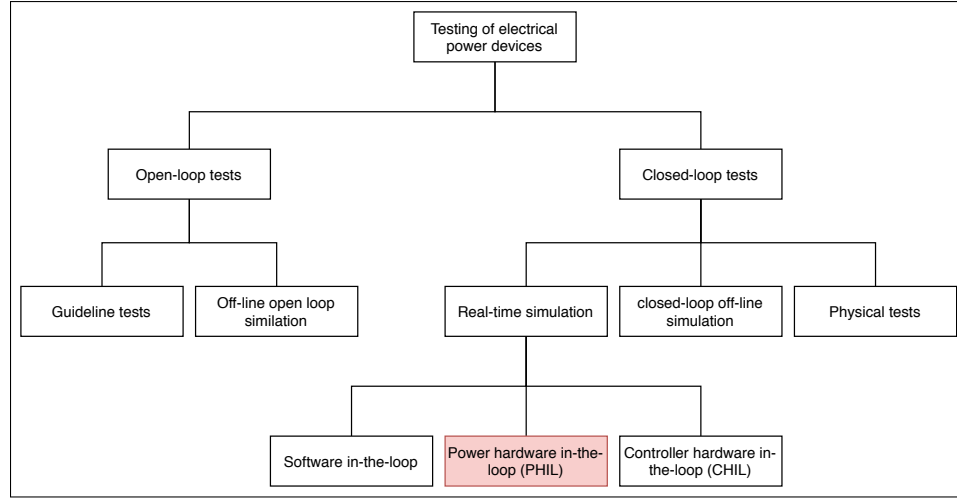 Testing of electrical
power devices
Open-loop tests
Closed-loop tests
Guideline tests
Off-line open loop
similation
Real-time simulation
closed-loop off-line
simulation
Physical tests
Software in-the-loop
Power hardware in-the-
loop (PHIL)
Controller hardware in-
the-loop (CHIL)